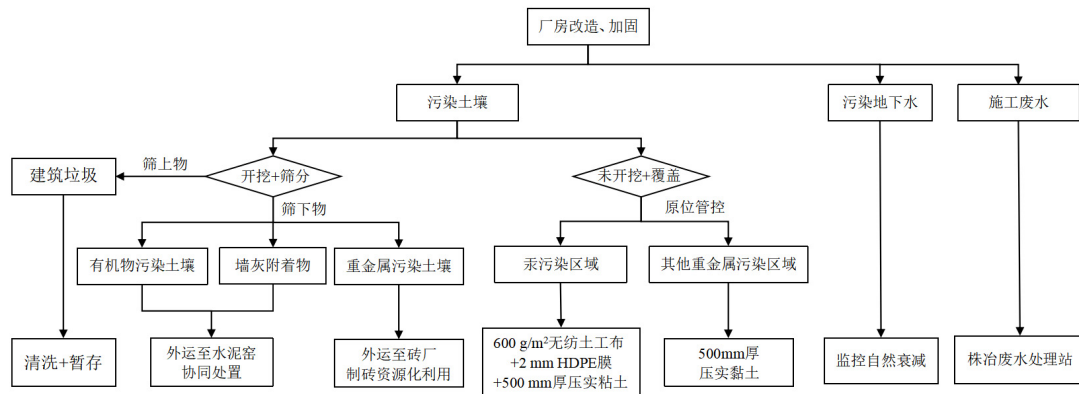 厂房改造、加固
污染土壤
污染地下水
施工废水
筛上物
建筑垃圾
开挖+筛分
未开挖+覆盖
筛下物
原位管控
有机物污染土壤
墙灰附着物
重金属污染土壤
汞污染区域
其他重金属污染区域
清洗+暂存
外运至水泥窑
协同处置
外运至砖厂
制砖资源化利用
600 g/m²无纺土工布
+2 mm HDPE膜
+500 mm厚压实粘土
500mm厚
压实黏土
监控自然衰减
株冶废水处理站